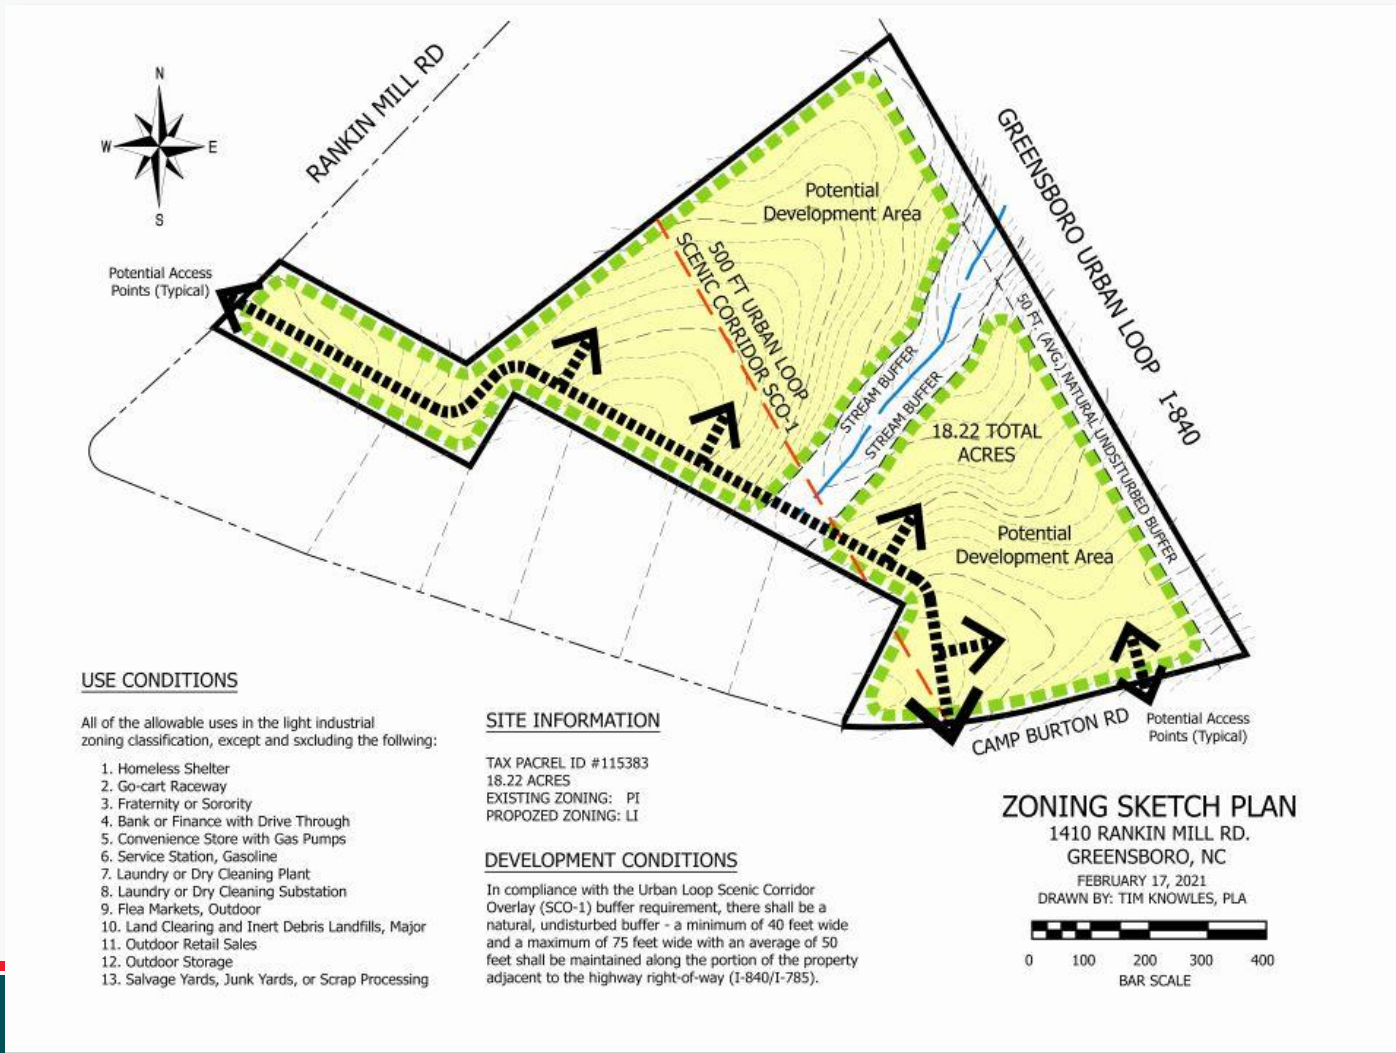 N
W
E
S
RANKIN MILL RD
Potential Access
Points (Typical)
Potential
Development Area
GREENSBORO URBAN LOOP I-840
500 FT URBAN LOOP
SCENIC CORRIDOR SCO-1
STREAM BUFFER
STREAM BUFFER
50 FT. (AVG.) NATURAL UNDSITURBED BUFFER
18.22 TOTAL
ACRES
Potential
Development Area
CAMP BURTON RD
Potential Access
Points (Typical)
USE CONDITIONS
All of the allowable uses in the light industrial
zoning classification, except and sxcluding the follwing:
1. Homeless Shelter
2. Go-cart Raceway
3. Fraternity or Sorority
4. Bank or Finance with Drive Through
5. Convenience Store with Gas Pumps
6. Service Station, Gasoline
7. Laundry or Dry Cleaning Plant
8. Laundry or Dry Cleaning Substation
9. Flea Markets, Outdoor
10. Land Clearing and Inert Debris Landfills, Major
11. Outdoor Retail Sales
12. Outdoor Storage
13. Salvage Yards, Junk Yards, or Scrap Processing
SITE INFORMATION
TAX PACREL ID #115383
18.22 ACRES
EXISTING ZONING: PI
PROPOZED ZONING: LI
DEVELOPMENT CONDITIONS
In compliance with the Urban Loop Scenic Corridor
Overlay (SCO-1) buffer requirement, there shall be a
natural, undisturbed buffer - a minimum of 40 feet wide
and a maximum of 75 feet wide with an average of 50
feet shall be maintained along the portion of the property
adjacent to the highway right-of-way (I-840/I-785).
ZONING SKETCH PLAN
1410 RANKIN MILL RD.
GREENSBORO, NC
FEBRUARY 17, 2021
DRAWN BY: TIM KNOWLES, PLA
0 100 200 300 400
BAR SCALE